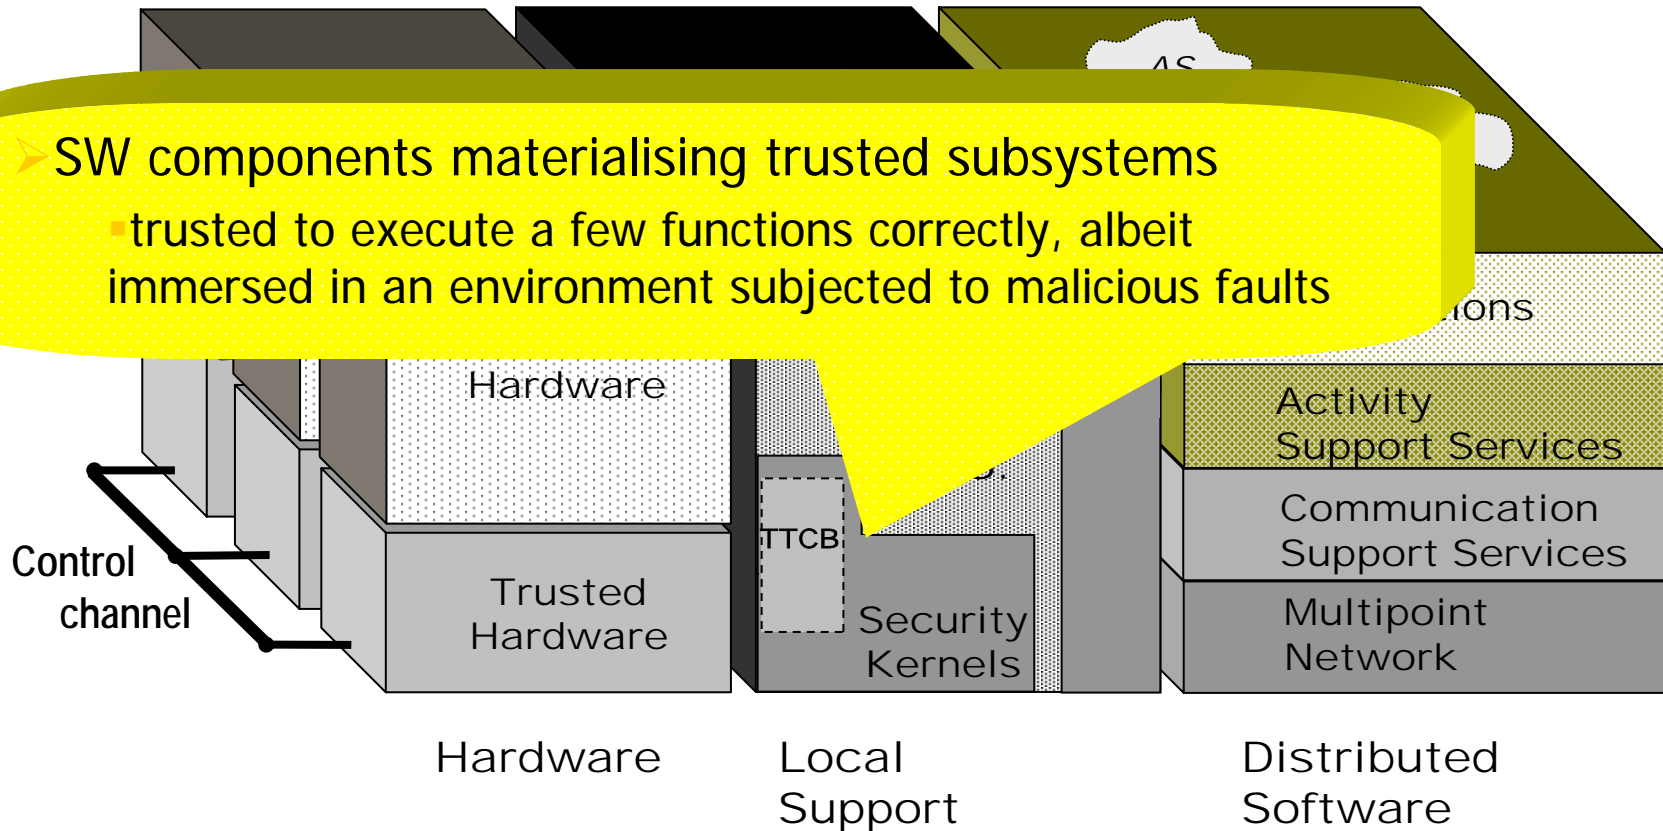 AS
➢SW components materialising trusted subsystems
▪trusted to execute a few functions correctly, albeit
immersed in an environment subjected to malicious faults
Hardware
Activity
Support Services
Communication
Support Services
TTCB
Control
channel
Trusted
Hardware
Security
Kernels
Multipoint
Network
Hardware
Local
Support
Distributed
Software